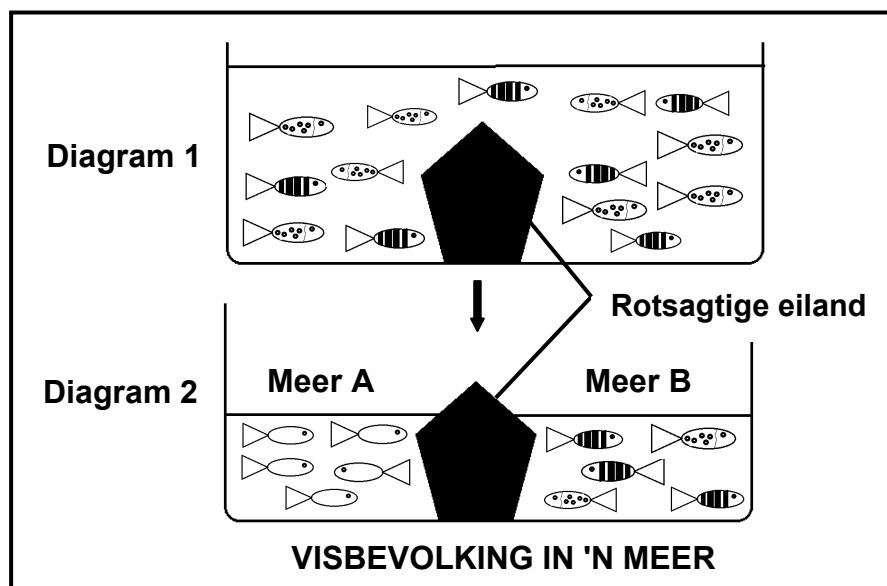 Diagram 1
Rotsagtige eiland
Diagram 2
Meer A
Meer B
VISBEVOLKING IN 'N MEER